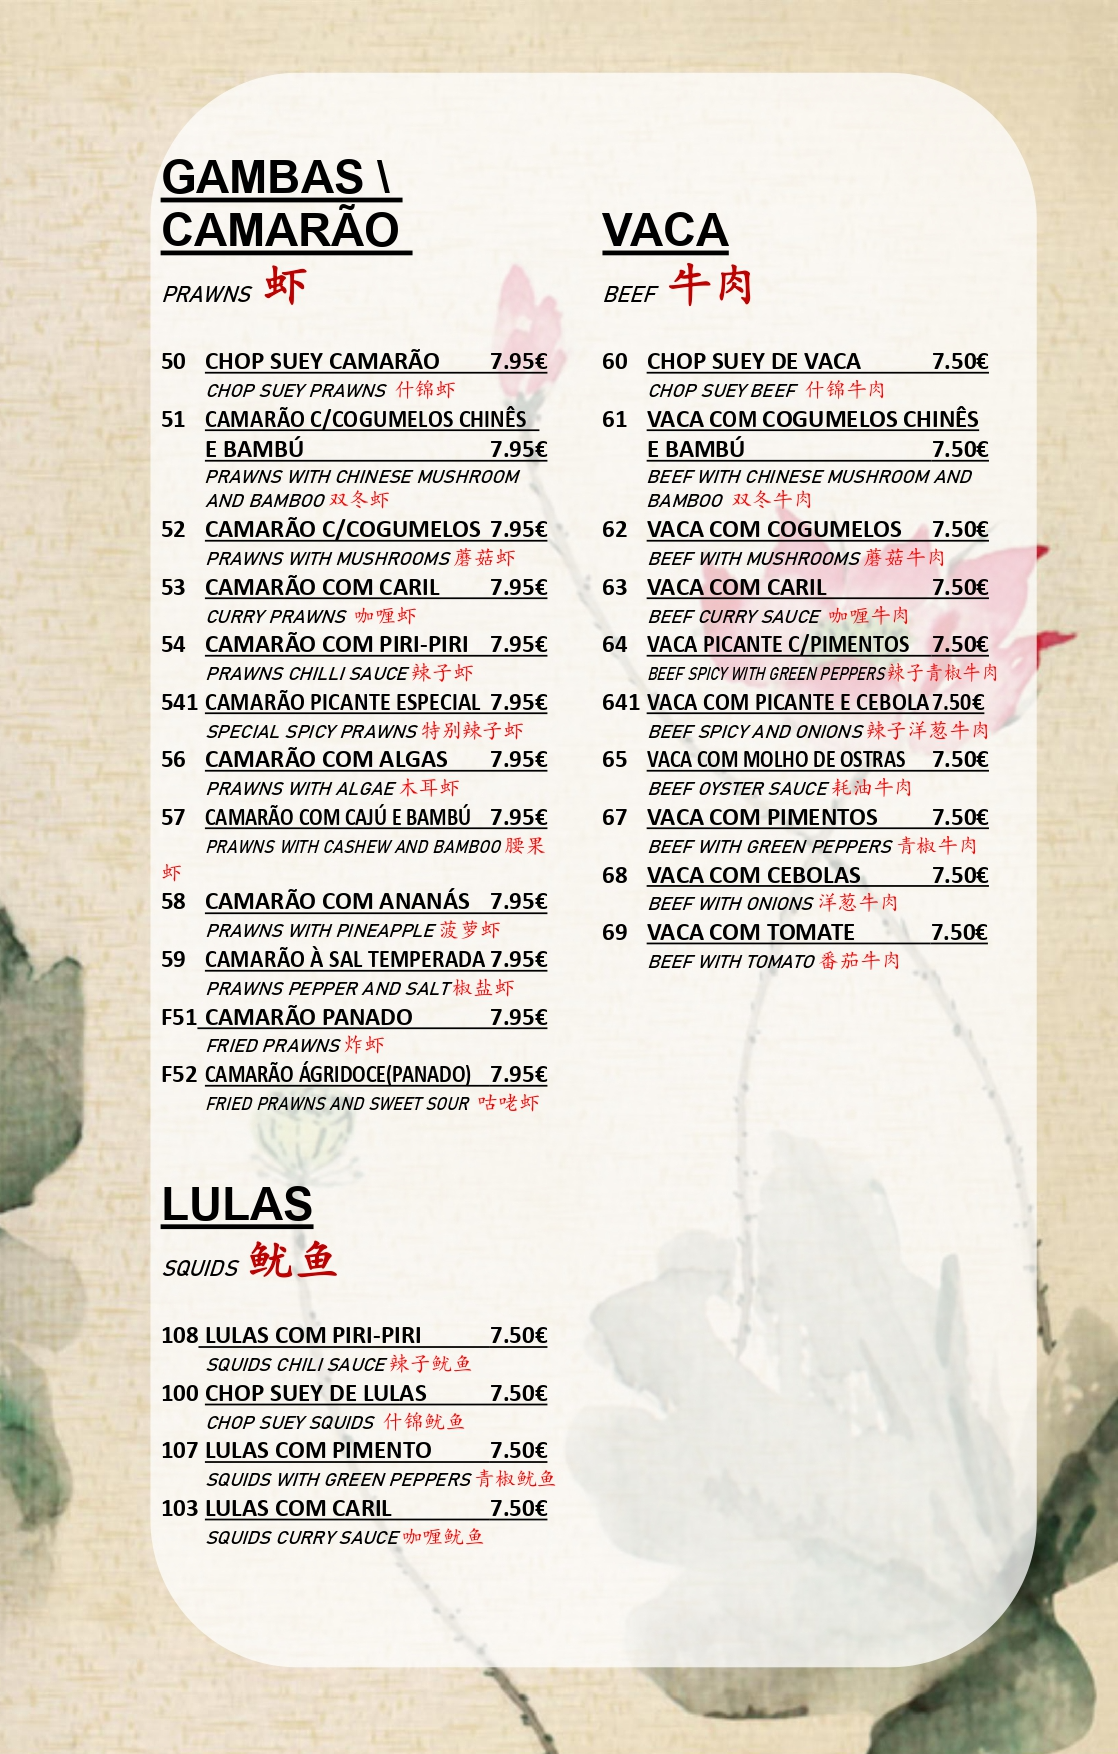 GAMBAS \
CAMARÃO
PRAWNS 虾
50 CHOP SUEY CAMARÃO 7.95€
CHOP SUEY PRAWNS 什锦虾
51 CAMARÃO C/COGUMELOS CHINÊS
E BAMBÚ 7.95€
PRAWNS WITH CHINESE MUSHROOM
AND BAMBOO 双冬虾
52 CAMARÃO C/COGUMELOS 7.95€
PRAWNS WITH MUSHROOMS 蘑菇虾
53 CAMARÃO COM CARIL 7.95€
CURRY PRAWNS 咖喱虾
54 CAMARÃO COM PIRI-PIRI 7.95€
PRAWNS CHILLI SAUCE 辣子虾
541 CAMARÃO PICANTE ESPECIAL 7.95€
SPECIAL SPICY PRAWNS 特别辣子虾
56 CAMARÃO COM ALGAS 7.95€
PRAWNS WITH ALGAE 木耳虾
57 CAMARÃO COM CAJÚ E BAMBÚ 7.95€
PRAWNS WITH CASHEW AND BAMBOO 腰果
虾
58 CAMARÃO COM ANANÁS 7.95€
PRAWNS WITH PINEAPPLE 菠萝虾
59 CAMARÃO À SAL TEMPERADA 7.95€
PRAWNS PEPPER AND SALT 椒盐虾
F51 CAMARÃO PANADO 7.95€
FRIED PRAWNS 炸虾
F52 CAMARÃO ÁGRIDOCE(PANADO) 7.95€
FRIED PRAWNS AND SWEET SOUR 咕咾虾
LULAS
SQUIDS 鱿鱼
108 LULAS COM PIRI-PIRI 7.50€
SQUIDS CHILI SAUCE 辣子鱿鱼
100 CHOP SUEY DE LULAS 7.50€
CHOP SUEY SQUIDS 什锦鱿鱼
107 LULAS COM PIMENTO 7.50€
SQUIDS WITH GREEN PEPPERS 青椒鱿鱼
103 LULAS COM CARIL 7.50€
SQUIDS CURRY SAUCE 咖喱鱿鱼
VACA
BEEF 牛肉
60 CHOP SUEY DE VACA 7.50€
CHOP SUEY BEEF 什锦牛肉
61 VACA COM COGUMELOS CHINÊS
E BAMBÚ 7.50€
BEEF WITH CHINESE MUSHROOM AND
BAMBOO 双冬牛肉
62 VACA COM COGUMELOS 7.50€
BEEF WITH MUSHROOMS 蘑菇牛肉
63 VACA COM CARIL 7.50€
BEEF CURRY SAUCE 咖喱牛肉
64 VACA PICANTE C/PIMENTOS 7.50€
BEEF SPICY WITH GREEN PEPPERS 辣子青椒牛肉
641 VACA COM PICANTE E CEBOLA 7.50€
BEEF SPICY AND ONIONS 辣子洋葱牛肉
65 VACA COM MOLHO DE OSTRAS 7.50€
BEEF OYSTER SAUCE 耗油牛肉
67 VACA COM PIMENTOS 7.50€
BEEF WITH GREEN PEPPERS 青椒牛肉
68 VACA COM CEBOLAS 7.50€
BEEF WITH ONIONS 洋葱牛肉
69 VACA COM TOMATE 7.50€
BEEF WITH TOMATO 番茄牛肉